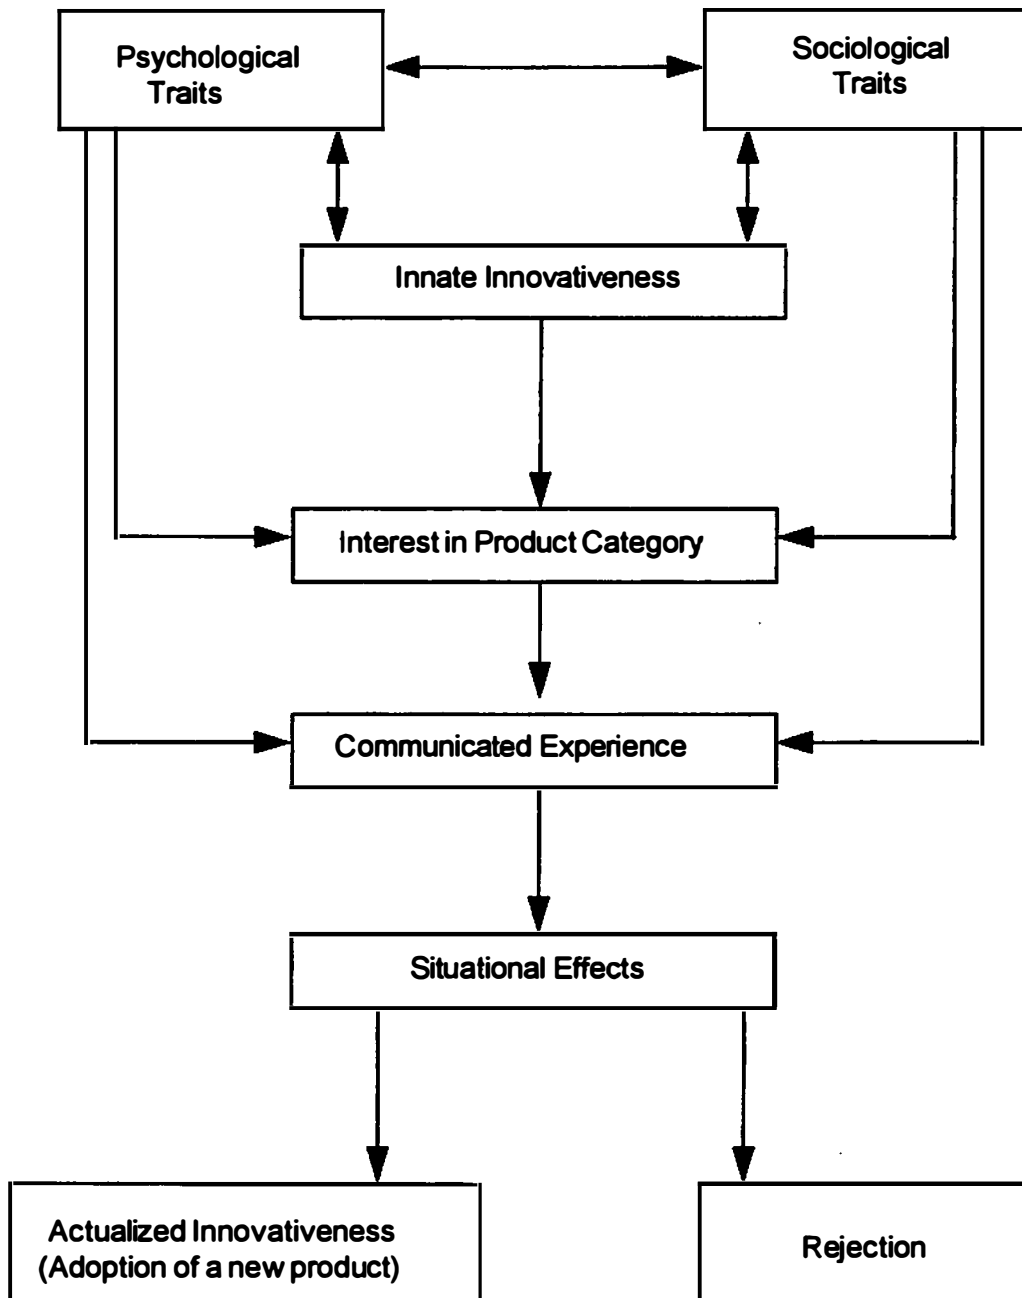 Psychological
Traits
Sociological
Traits
Innate Innovativeness
Interest in Product Category
Communicated Experience
Situational Effects
Actualized Innovativeness
(Adoption of a new product)
Rejection